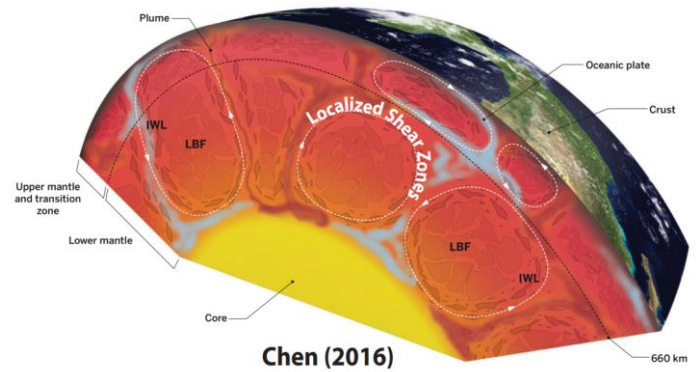 Plume
Oceanic plate
Crust
Localized Shear Zones
IWL
LBF
Upper mantle
and transition
zone
Lower mantle
LBF
IWL
Core
Chen (2016)
660 km